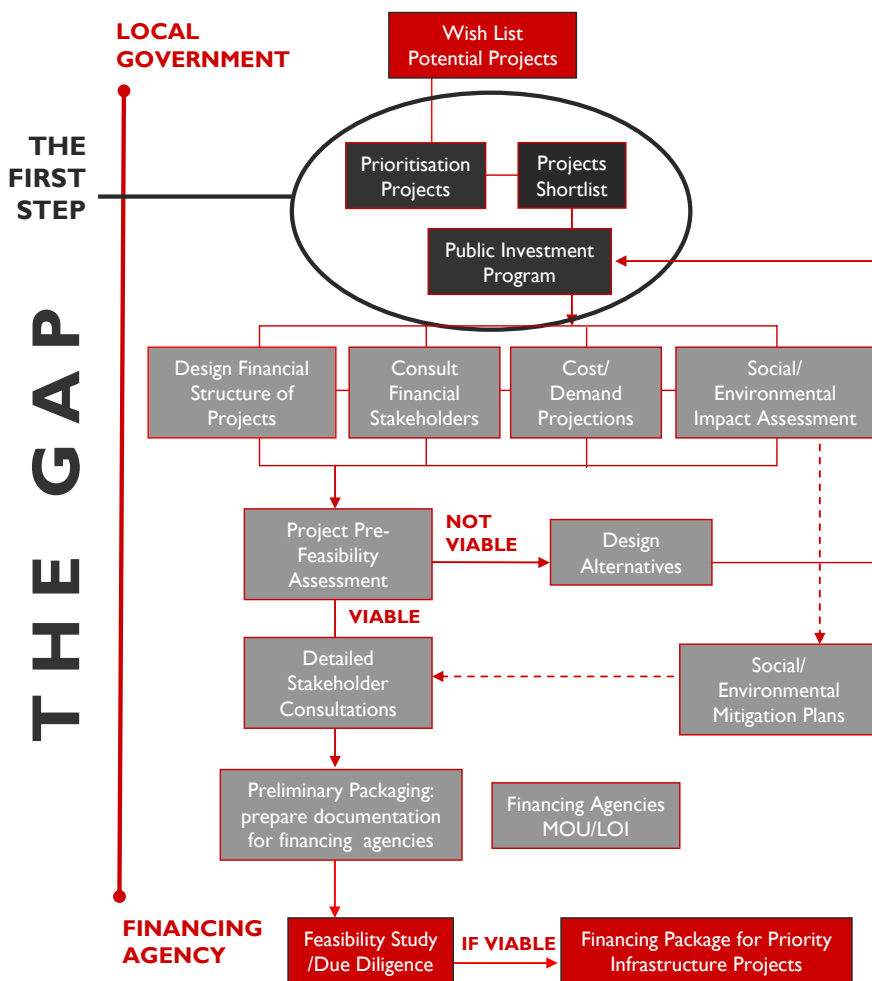 LOCAL
GOVERNMENT
Wish List
Potential Projects
THE
FIRST
STEP
Prioritisation
Projects
Projects
Shortlist
Public Investment
Program
THE GAP
Design Financial
Structure of
Projects
Consult
Financial
Stakeholders
Cost/
Demand
Projections
Social/
Environmental
Impact Assessment
Project Pre-
Feasibility
Assessment
NOT
VIABLE
Design
Alternatives
VIABLE
Detailed
Stakeholder
Consultations
Social/
Environmental
Mitigation Plans
Preliminary Packaging:
prepare documentation
for financing agencies
Financing Agencies
MOU/LOI
FINANCING
AGENCY
Feasibility Study
/Due Diligence
IF VIABLE
Financing Package for Priority
Infrastructure Projects